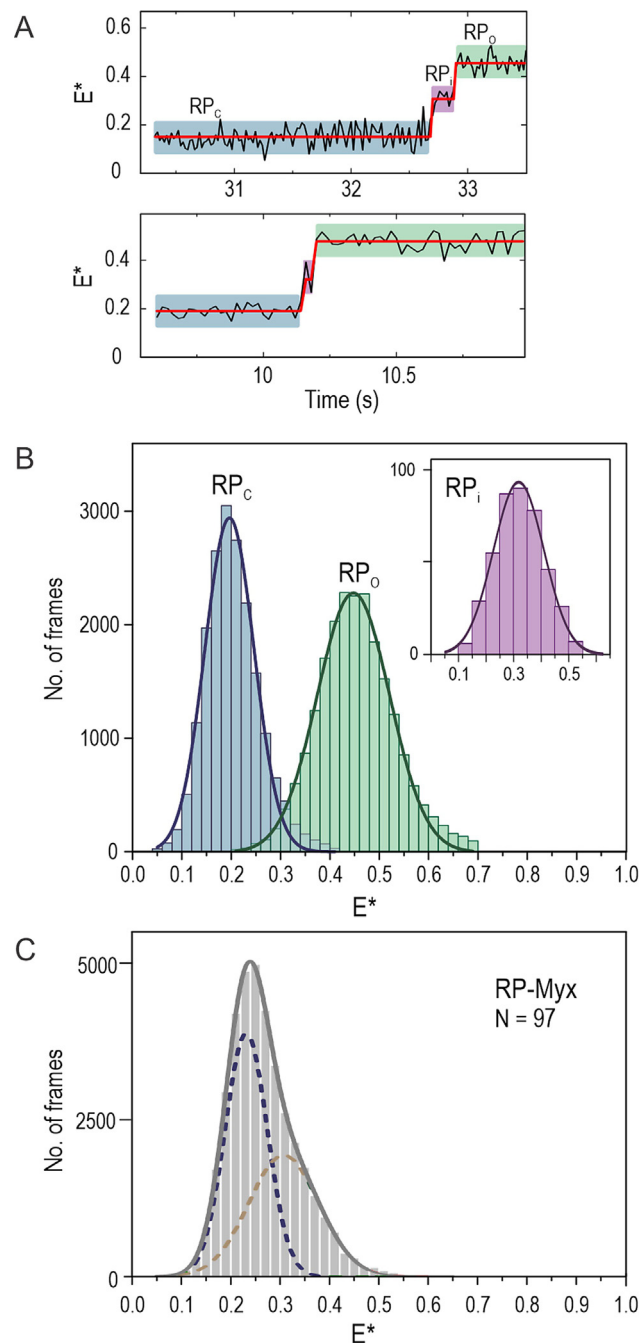 A
0.6
0.4
0.2
0
E*
RPC
RPi
RPO
31
32
33
0.4
0.2
0
E*
10
10.5
Time (s)
B
3000
2000
1000
0
No. of frames
RPC
RPO
100
0
RPi
0.1
0.3
0.5
0.0 0.1 0.2 0.3 0.4 0.5 0.6 0.7 0.8 0.9 1.0
E*
C
5000
2500
0
No. of frames
RP-Myx
N = 97
0.0 0.1 0.2 0.3 0.4 0.5 0.6 0.7 0.8 0.9 1.0
E*